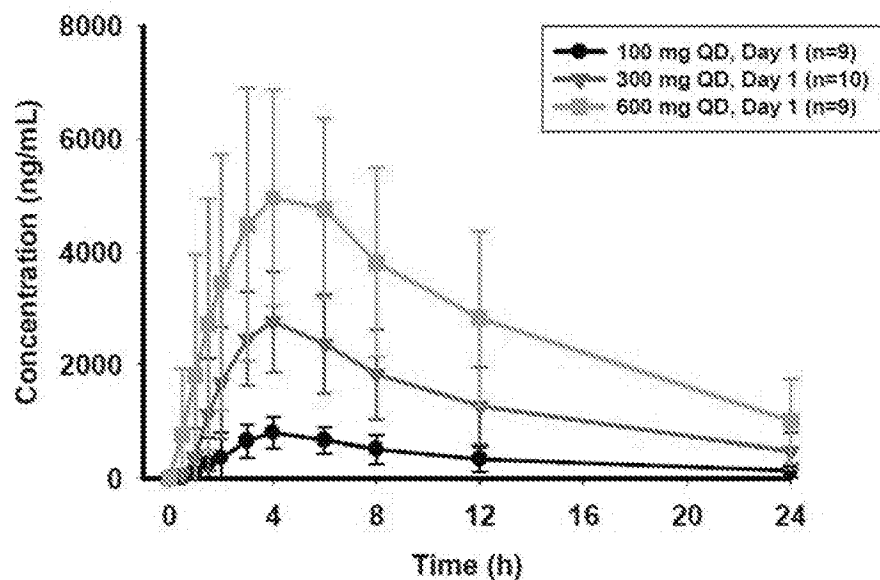 8000
6000
4000
2000
0
Concentration (ng/mL)
100 mg QD, Day 1 (n=9)
300 mg QD, Day 1 (n=10)
600 mg QD, Day 1 (n=9)
0 4 8 12 16 20 24
Time (h)